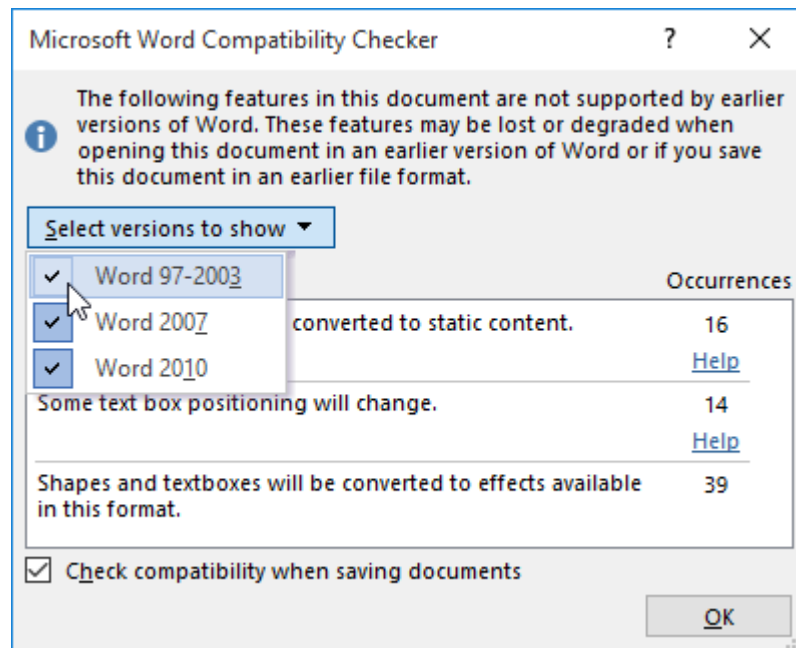 Microsoft Word Compatibility Checker ?
The following features in this document are not supported by earlier
versions of Word. These features may be lost or degraded when
opening this document in an earlier version of Word or if you save
this document in an earlier file format.
Select versions to show
Word 97-2003
Occurrences
Word 2007
converted to static content. 16
Word 2010
Help
Some text box positioning will change. 14
Help
Shapes and textboxes will be converted to effects available 39
in this format.
Check compatibility when saving documents
OK